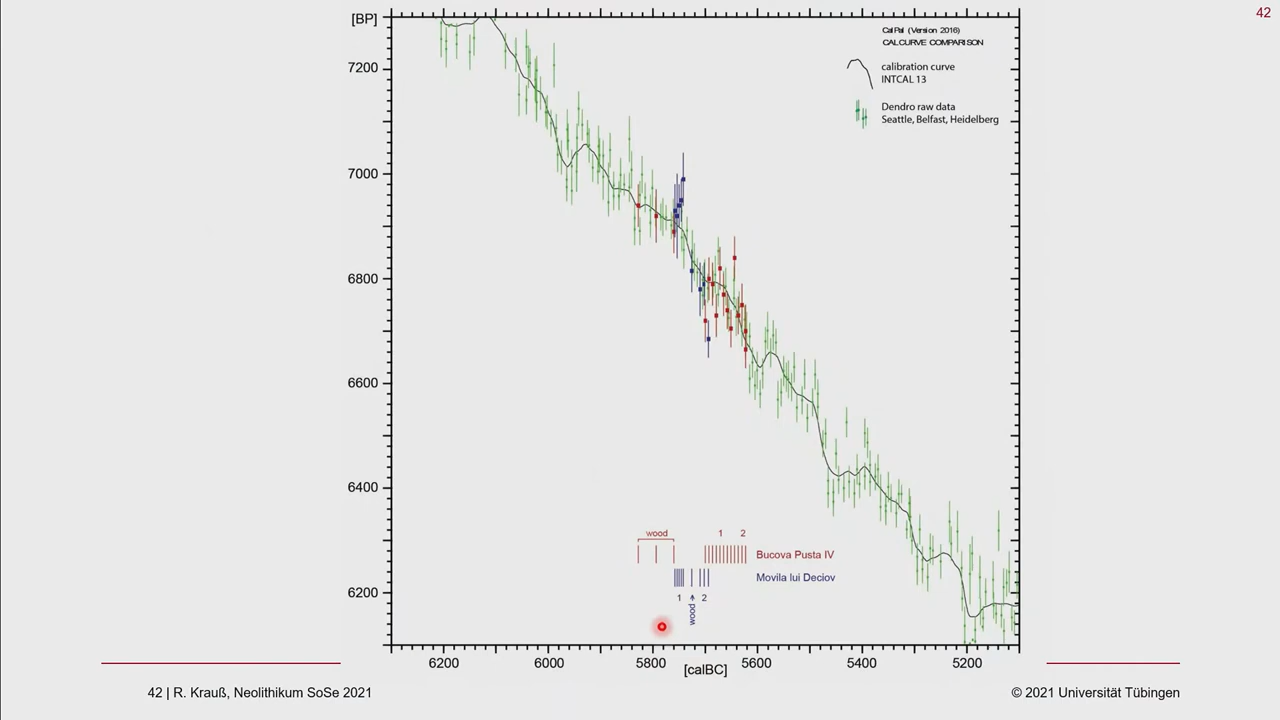 42
[BP]
CalPal (Version 2016)
CALCURVE COMPARISON
calibration curve
INTCAL 13
Dendro raw data
Seattle, Belfast, Heidelberg
7200
7000
6800
6600
6400
6200
wood 1 2
Bucova Pusta IV
Movila lui Deciov
1 wood 2
6200 6000 5800 5600 5400 5200
[calBC]
42 | R. Krauß, Neolithikum SoSe 2021
© 2021 Universität Tübingen